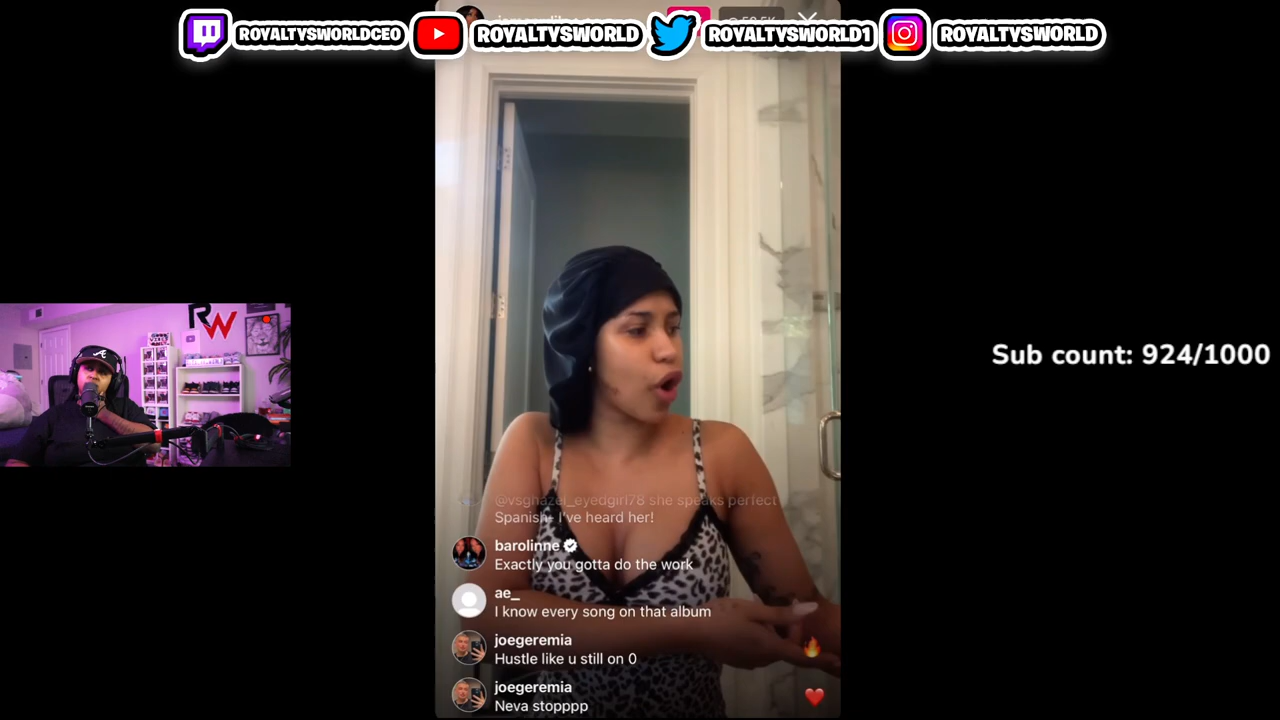 ROYALTYSWORLDCEO
ROYALTYSWORLD
ROYALTYSWORLD1
ROYALTYSWORLD
RW
Sub count: 924/1000
@vsghazel_eyedgirl78 she speaks perfect
Spanish- I've heard her!
barolinne
Exactly you gotta do the work
ae_
I know every song on that album
joegeremia
Hustle like u still on 0
joegeremia
Neva stopppp